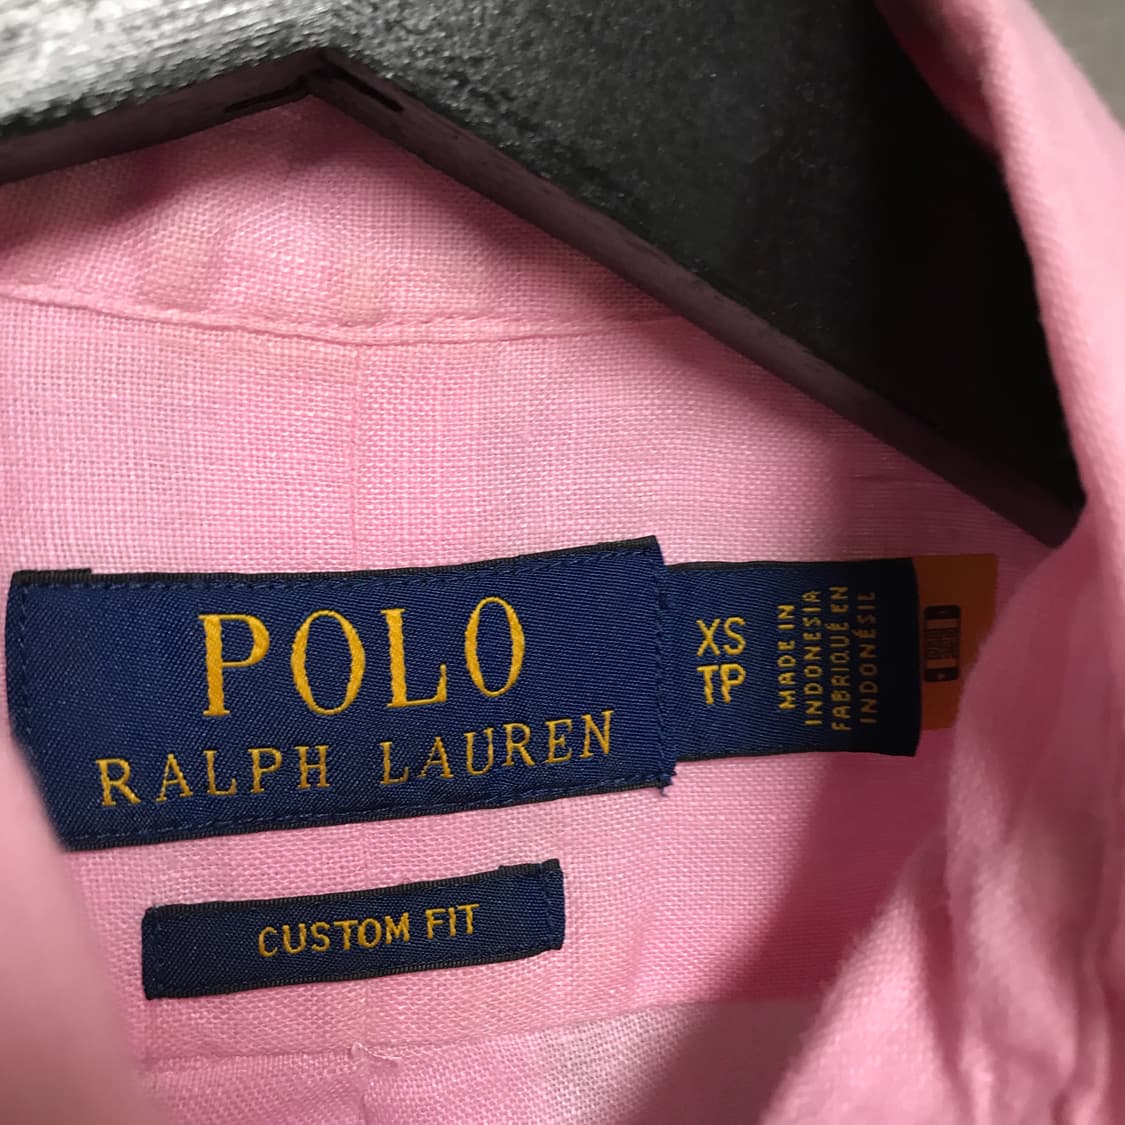 POLO
RALPH LAUREN
XS
TP
MADE IN
INDONESIA
FABRIQUÉ EN
INDONÉSIE
CUSTOM FIT